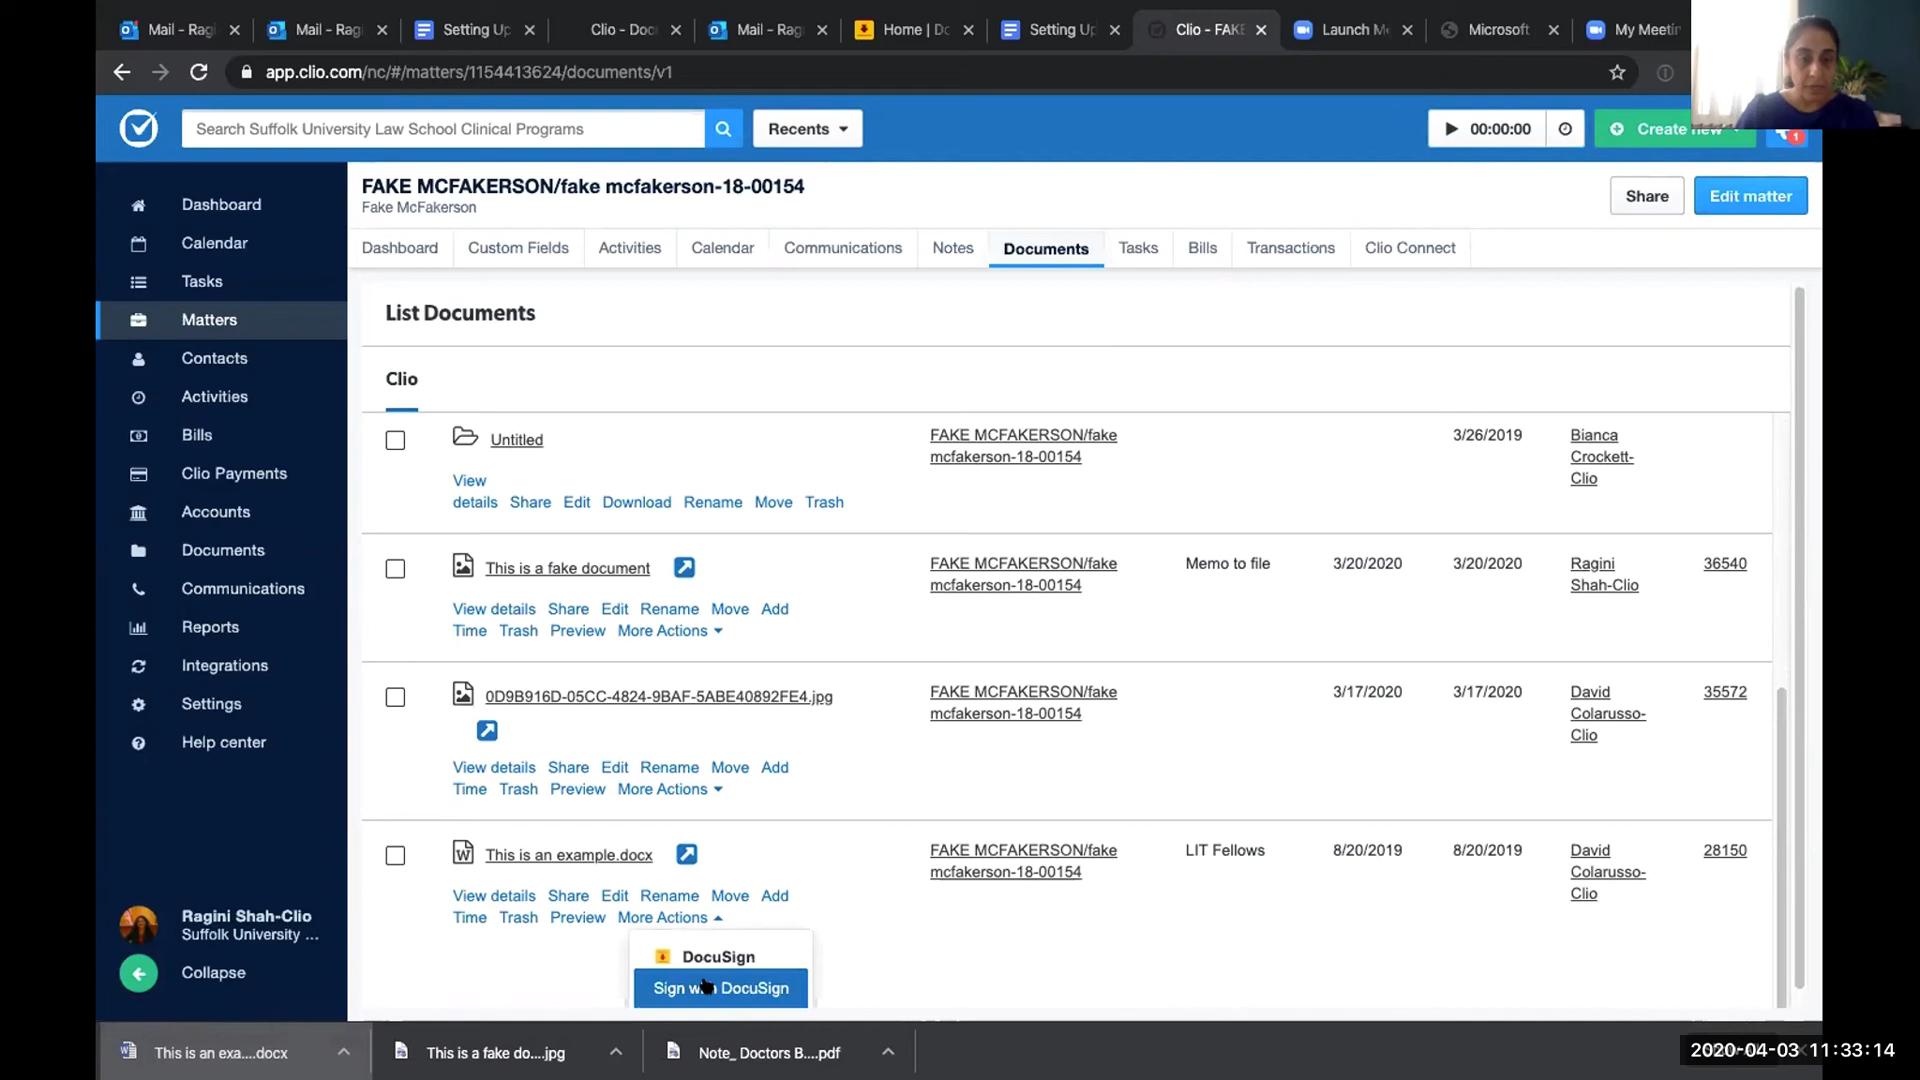 Mail - Rag
Mail - Rag
Setting Up
Clio - Doc
Mail - Rag
Home | Do
Setting Up
Clio - FAKE
Launch Me
Microsoft
My Meetin
app.clio.com/nc/#/matters/1154413624/documents/v1
Search Suffolk University Law School Clinical Programs
Recents
00:00:00
Create new
1
Dashboard
Calendar
Tasks
Matters
Contacts
Activities
Bills
Clio Payments
Accounts
Documents
Communications
Reports
Integrations
Settings
Help center
Ragini Shah-Clio
Suffolk University ...
Collapse
FAKE MCFAKERSON/fake mcfakerson-18-00154
Fake McFakerson
Share
Edit matter
Dashboard Custom Fields Activities Calendar Communications Notes Documents Tasks Bills Transactions Clio Connect
List Documents
Clio
Untitled
View
details Share Edit Download Rename Move Trash
FAKE MCFAKERSON/fake
mcfakerson-18-00154
3/26/2019
Bianca
Crockett-
Clio
This is a fake document
View details Share Edit Rename Move Add
Time Trash Preview More Actions
FAKE MCFAKERSON/fake
mcfakerson-18-00154
Memo to file
3/20/2020
3/20/2020
Ragini
Shah-Clio
36540
0D9B916D-05CC-4824-9BAF-5ABE40892FE4.jpg
View details Share Edit Rename Move Add
Time Trash Preview More Actions
FAKE MCFAKERSON/fake
mcfakerson-18-00154
3/17/2020
3/17/2020
David
Colarusso-
Clio
35572
This is an example.docx
View details Share Edit Rename Move Add
Time Trash Preview More Actions
FAKE MCFAKERSON/fake
mcfakerson-18-00154
LIT Fellows
8/20/2019
8/20/2019
David
Colarusso-
Clio
28150
DocuSign
Sign with DocuSign
This is an exa....docx
This is a fake do....jpg
Note_ Doctors B....pdf
2020-04-03 11:33:14